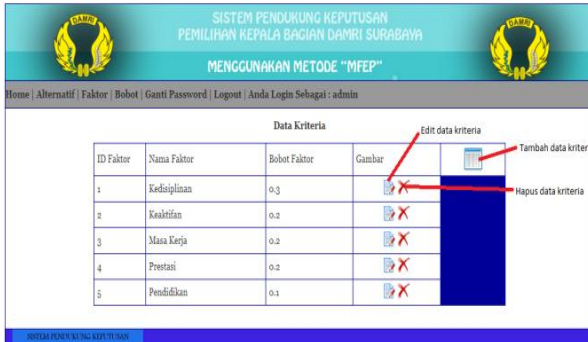 DAMRI
DAMRI
SISTEM PENDUKUNG KEPUTUSAN
PEMILIHAN KEPALA BAGIAN DAMRI SURABAYA
MENGGUNAKAN METODE "MFEP"
Home | Alternatif | Faktor | Bobot | Ganti Password | Logout | Anda Login Sebagai : admin
Data Kriteria
Edit data kriteria
Tambah data kriter
Hapus data kriteria
ID Faktor Nama Faktor Bobot Faktor Gambar
1 Kedisiplinan 0.3
2 Keaktifan 0.2
3 Masa Kerja 0.2
4 Prestasi 0.2
5 Pendidikan 0.1
SISTEM PENDUKUNG KEPUTUSAN